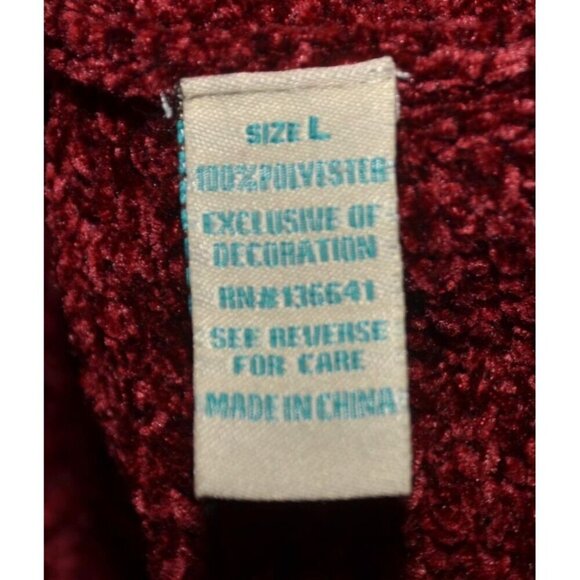 SIZE L
100% POLYESTER
EXCLUSIVE OF
DECORATION
RN#136641
SEE REVERSE
FOR CARE
MADE IN CHINA